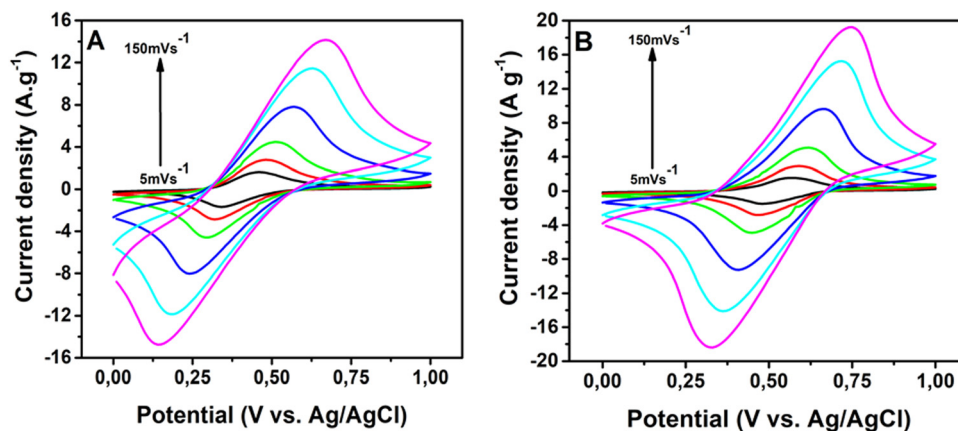 A
150mVs-1
5mVs-1
16
12
8
4
0
-4
-8
-12
-16
0,00 0,25 0,50 0,75 1,00
Current density (A.g-1)
Potential (V vs. Ag/AgCl)
B
150mVs-1
5mVs-1
20
16
12
8
4
0
-4
-8
-12
-16
-20
0,00 0,25 0,50 0,75 1,00
Current density (A g-1)
Potential (V vs. Ag/AgCl)